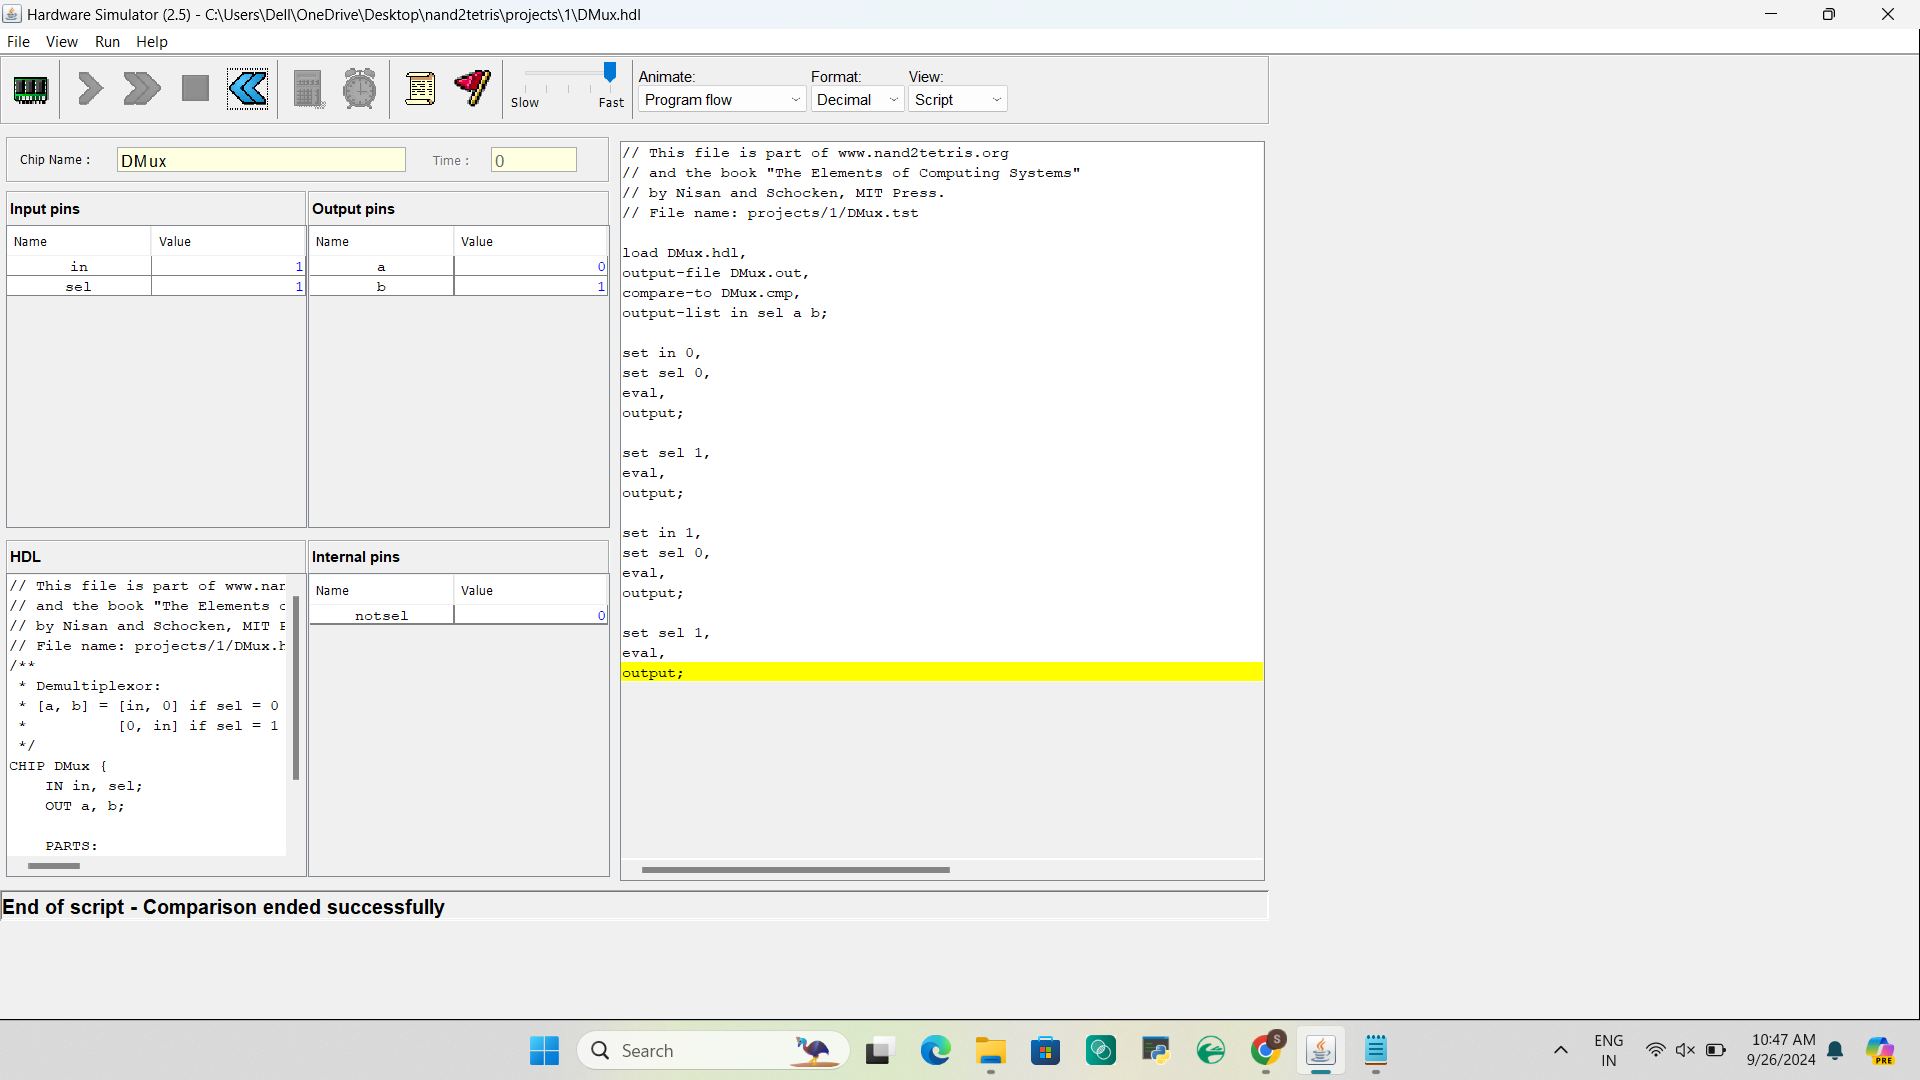 Hardware Simulator (2.5) - C:\Users\Dell\OneDrive\Desktop\nand2tetris\projects\1\DMux.hdl
File View Run Help
Slow Fast
Animate: Format: View:
Program flow Decimal Script
Chip Name : DMux Time : 0
Input pins
Name Value
in 1
sel 1
Output pins
Name Value
a 0
b 1
HDL
// This file is part of www.nan
// and the book "The Elements o
// by Nisan and Schocken, MIT P
// File name: projects/1/DMux.h
/**
* Demultiplexor:
* [a, b] = [in, 0] if sel = 0
* [0, in] if sel = 1
*/
CHIP DMux {
IN in, sel;
OUT a, b;
PARTS:
Internal pins
Name Value
notsel 0
// This file is part of www.nand2tetris.org
// and the book "The Elements of Computing Systems"
// by Nisan and Schocken, MIT Press.
// File name: projects/1/DMux.tst
load DMux.hdl,
output-file DMux.out,
compare-to DMux.cmp,
output-list in sel a b;
set in 0,
set sel 0,
eval,
output;
set sel 1,
eval,
output;
set in 1,
set sel 0,
eval,
output;
set sel 1,
eval,
output;
End of script - Comparison ended successfully
Search
S
ENG
IN
10:47 AM
9/26/2024
PRE